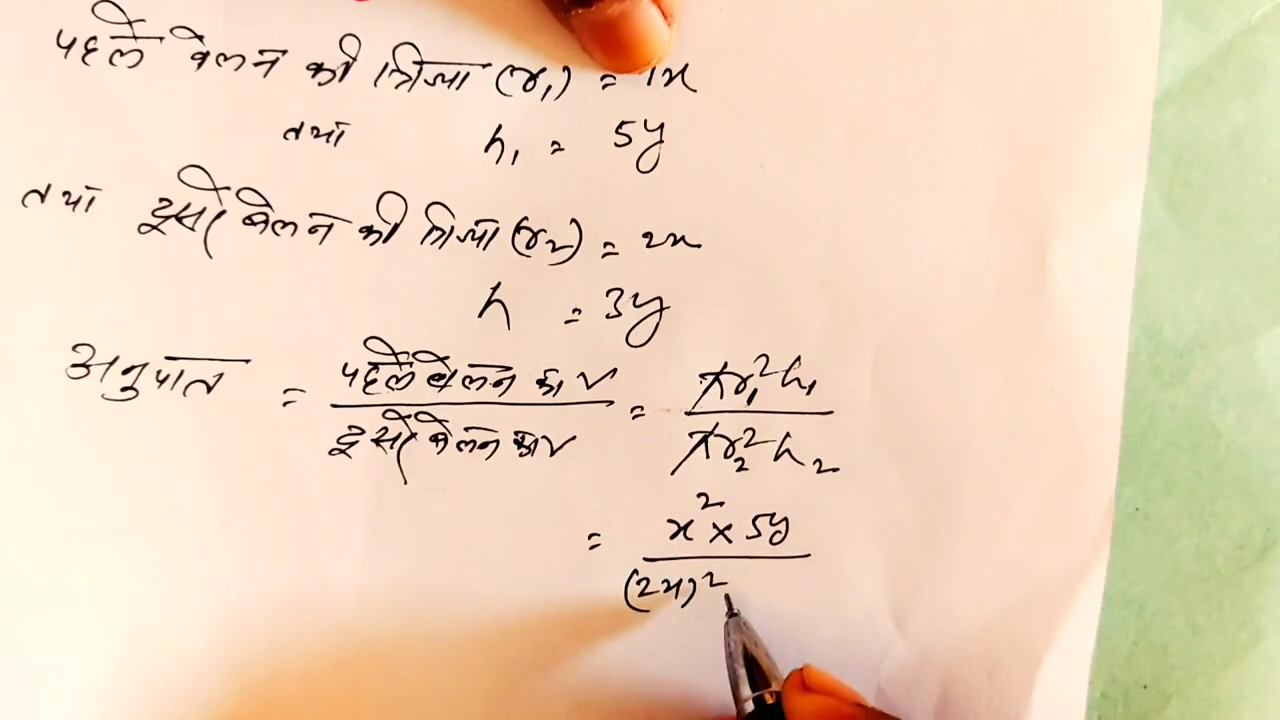 पहले बेलन की त्रिज्या (r₁) = 1x
तथा h₁ = 5y
तथा दूसरे बेलन की त्रिज्या (r₂) = 2x
h = 3y
अनुपात = पहले बेलन का v / दूसरे बेलन का v = πr₁²h₁ / πr₂²h₂
= x² × 5y / (2x)²